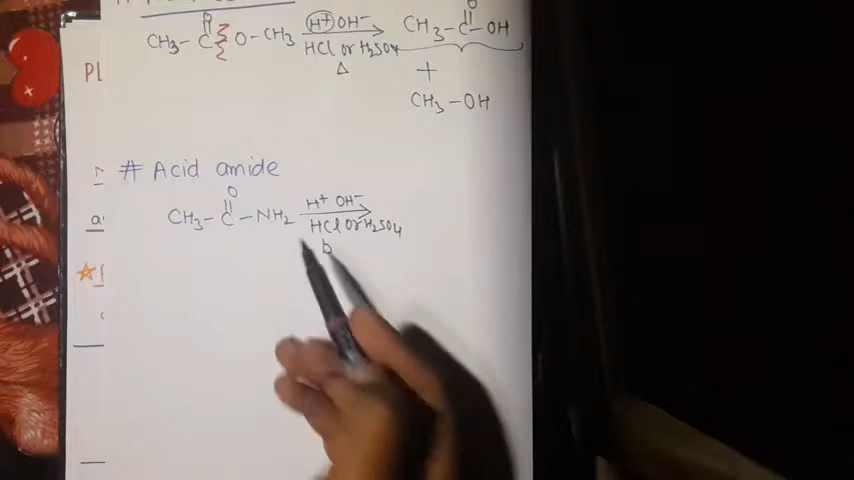 O
CH3-C-O-CH3 H+ OH- CH3-C-OH
HCl or H2SO4
Δ
+
CH3-OH
# Acid amide
O
CH3-C-NH2 H+ OH-
HCl or H2SO4